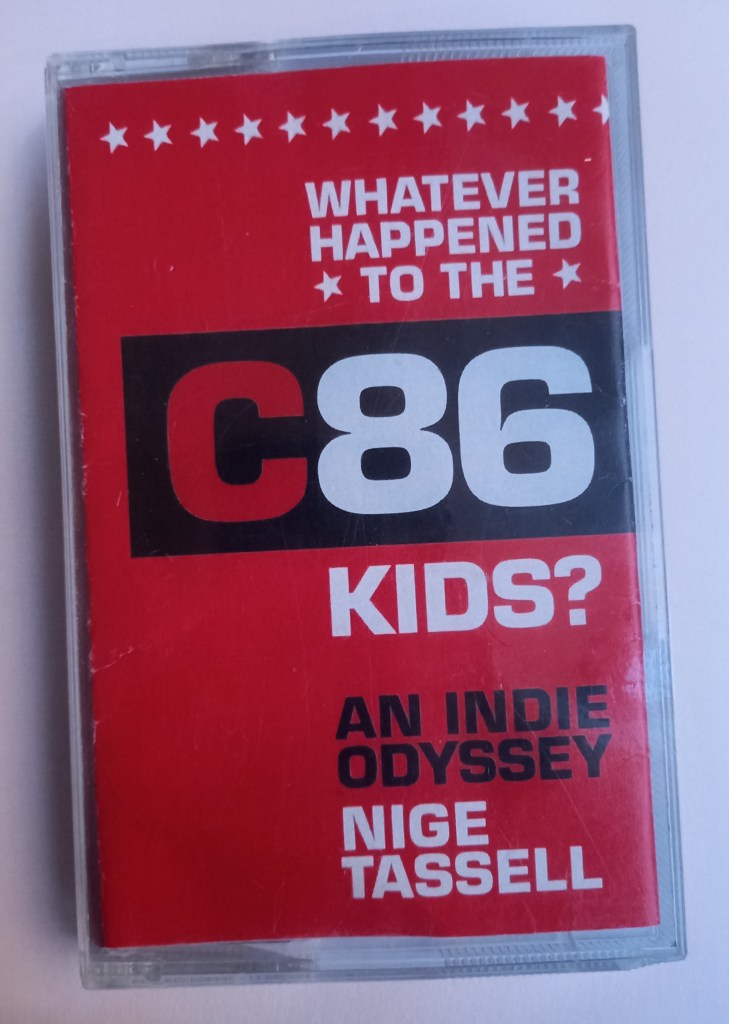 WHATEVER
HAPPENED
TO THE
C86
KIDS?
AN INDIE
ODYSSEY
NIGE
TASSELL